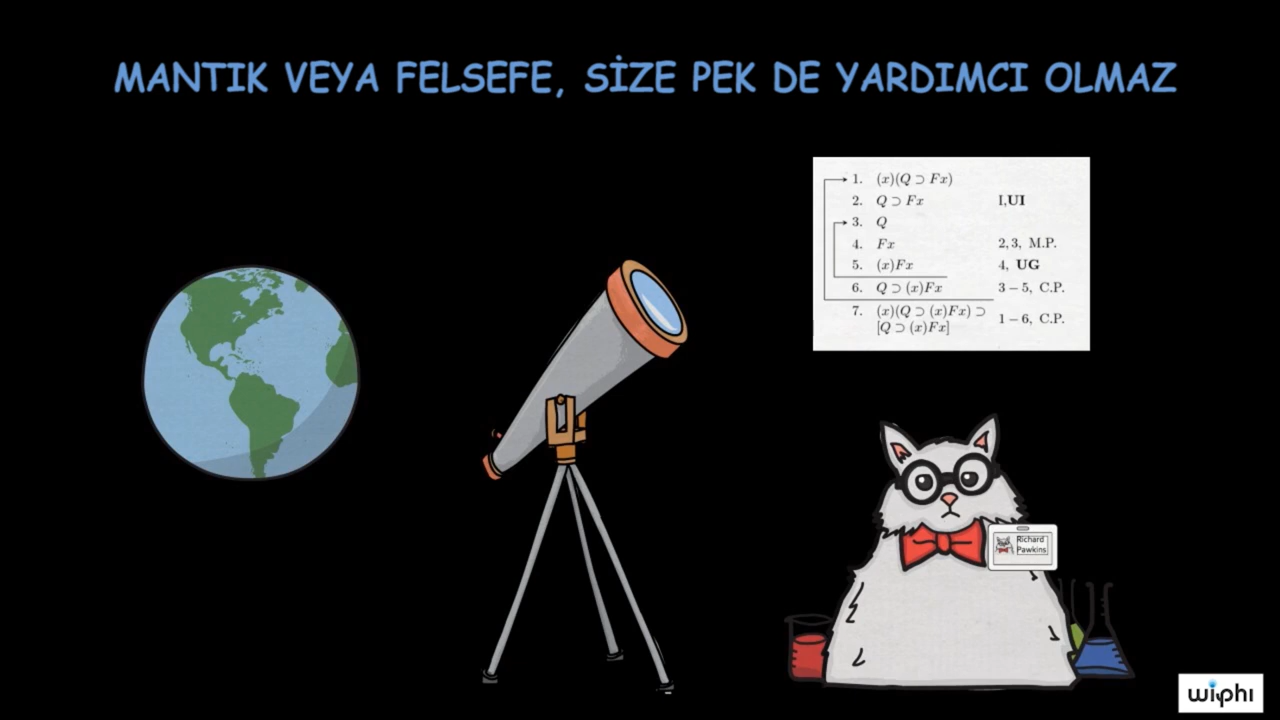 MANTIK VEYA FELSEFE, SİZE PEK DE YARDIMCI OLMAZ
1. (x)(Q ⊃ Fx)
2. Q ⊃ Fx I,UI
3. Q
4. Fx 2,3, M.P.
5. (x)Fx 4, UG
6. Q ⊃ (x)Fx 3 – 5, C.P.
7. (x)(Q ⊃ (x)Fx) ⊃ 1 – 6, C.P.
[Q ⊃ (x)Fx]
Richard
Pawkins
wiφhi